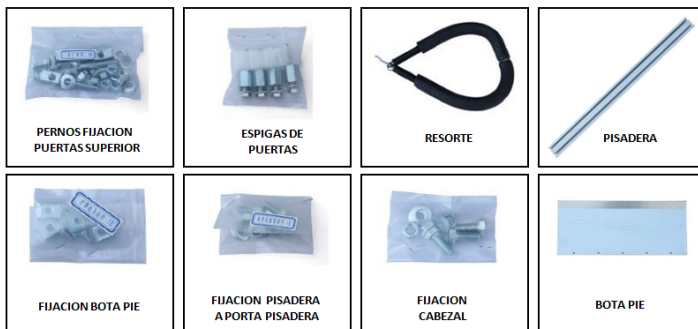 PERNOS FIJACION
PUERTAS SUPERIOR
ESPIGAS DE
PUERTAS
RESORTE
PISADERA
FIJACION BOTA PIE
FIJACION PISADERA
A PORTA PISADERA
FIJACION
CABEZAL
BOTA PIE